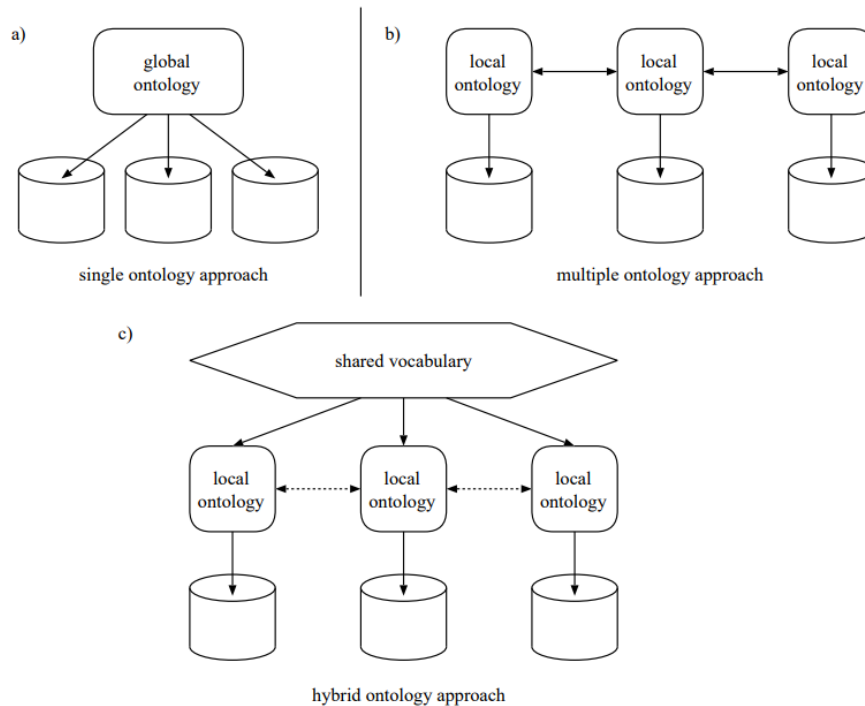 a)
global
ontology
single ontology approach
b)
local
ontology
local
ontology
local
ontology
multiple ontology approach
c)
shared vocabulary
local
ontology
local
ontology
local
ontology
hybrid ontology approach